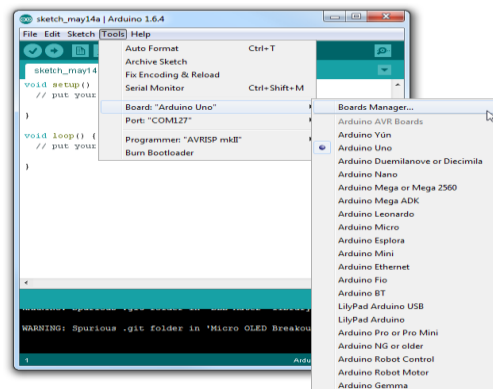 sketch_may14a | Arduino 1.6.4
File Edit Sketch Tools Help
sketch_may14
void setup()
// put your
}
void loop() {
// put your
}
Auto Format Ctrl+T
Archive Sketch
Fix Encoding & Reload
Serial Monitor Ctrl+Shift+M
Board: "Arduino Uno"
Port: "COM127"
Programmer: "AVRISP mkII"
Burn Bootloader
Boards Manager...
Arduino AVR Boards
Arduino Yún
Arduino Uno
Arduino Duemilanove or Diecimila
Arduino Nano
Arduino Mega or Mega 2560
Arduino Mega ADK
Arduino Leonardo
Arduino Micro
Arduino Esplora
Arduino Mini
Arduino Ethernet
Arduino Fio
Arduino BT
LilyPad Arduino USB
LilyPad Arduino
Arduino Pro or Pro Mini
Arduino NG or older
Arduino Robot Control
Arduino Robot Motor
Arduino Gemma
WARNING: Spurious .git folder in 'Micro OLED Breakou
1
Ardu